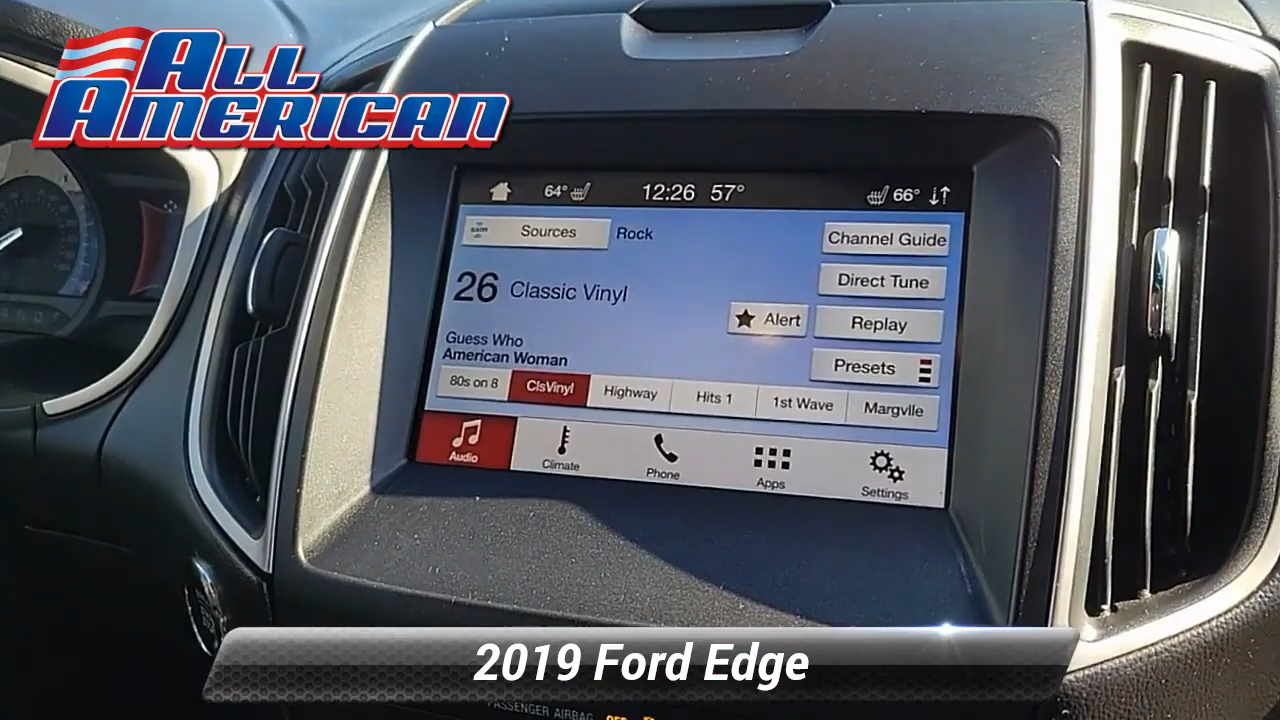 ALL
AMERICAN
64° 12:26 57° 66°
sxm Sources Rock
Channel Guide
26 Classic Vinyl
Direct Tune
Alert
Replay
Guess Who
American Woman
Presets
80s on 8 ClsVinyl Highway Hits 1 1st Wave Margvlle
Audio Climate Phone Apps Settings
2019 Ford Edge
PASSENGER AIRBAG